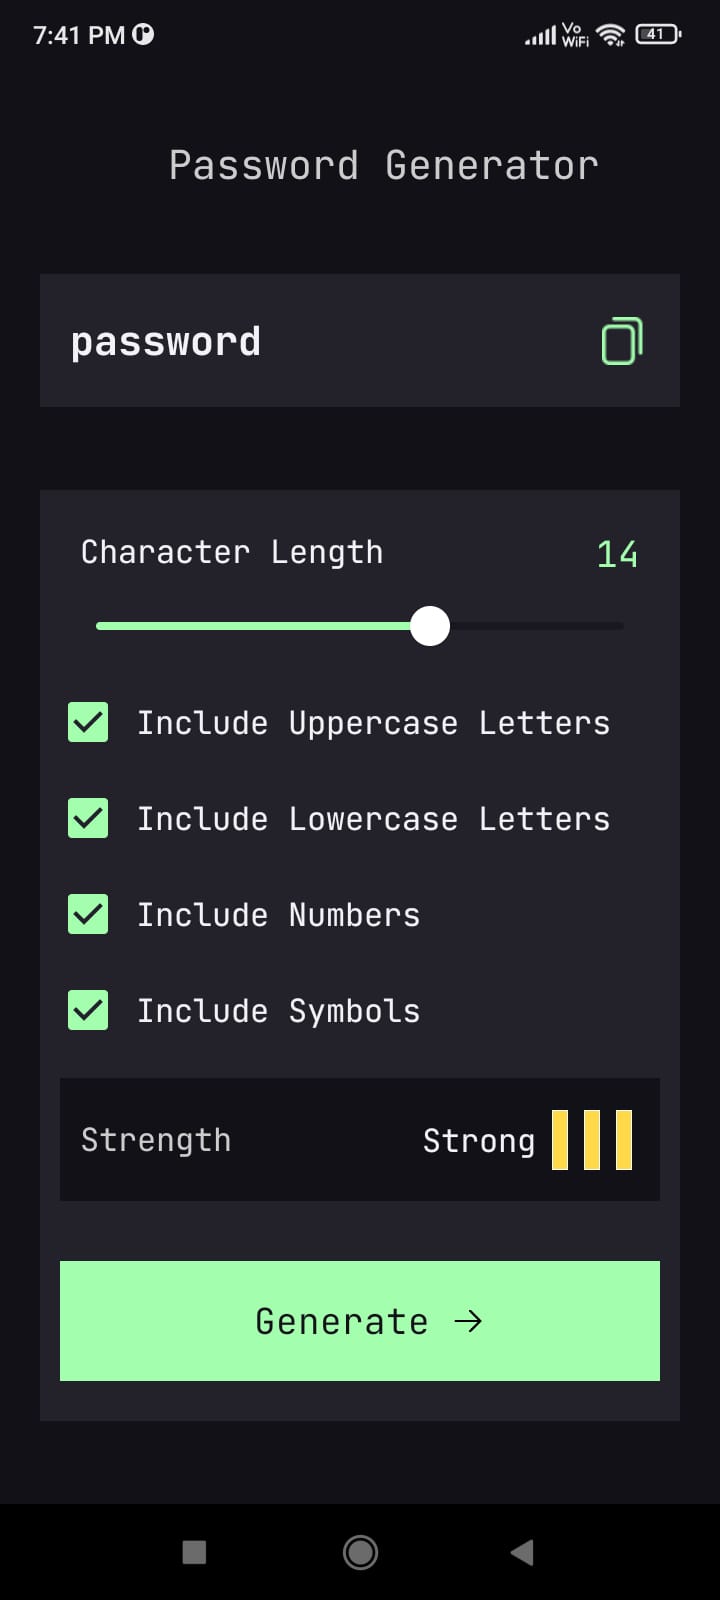 7:41 PM
Vo WiFi 41
Password Generator
password
Character Length 14
Include Uppercase Letters
Include Lowercase Letters
Include Numbers
Include Symbols
Strength Strong
Generate →